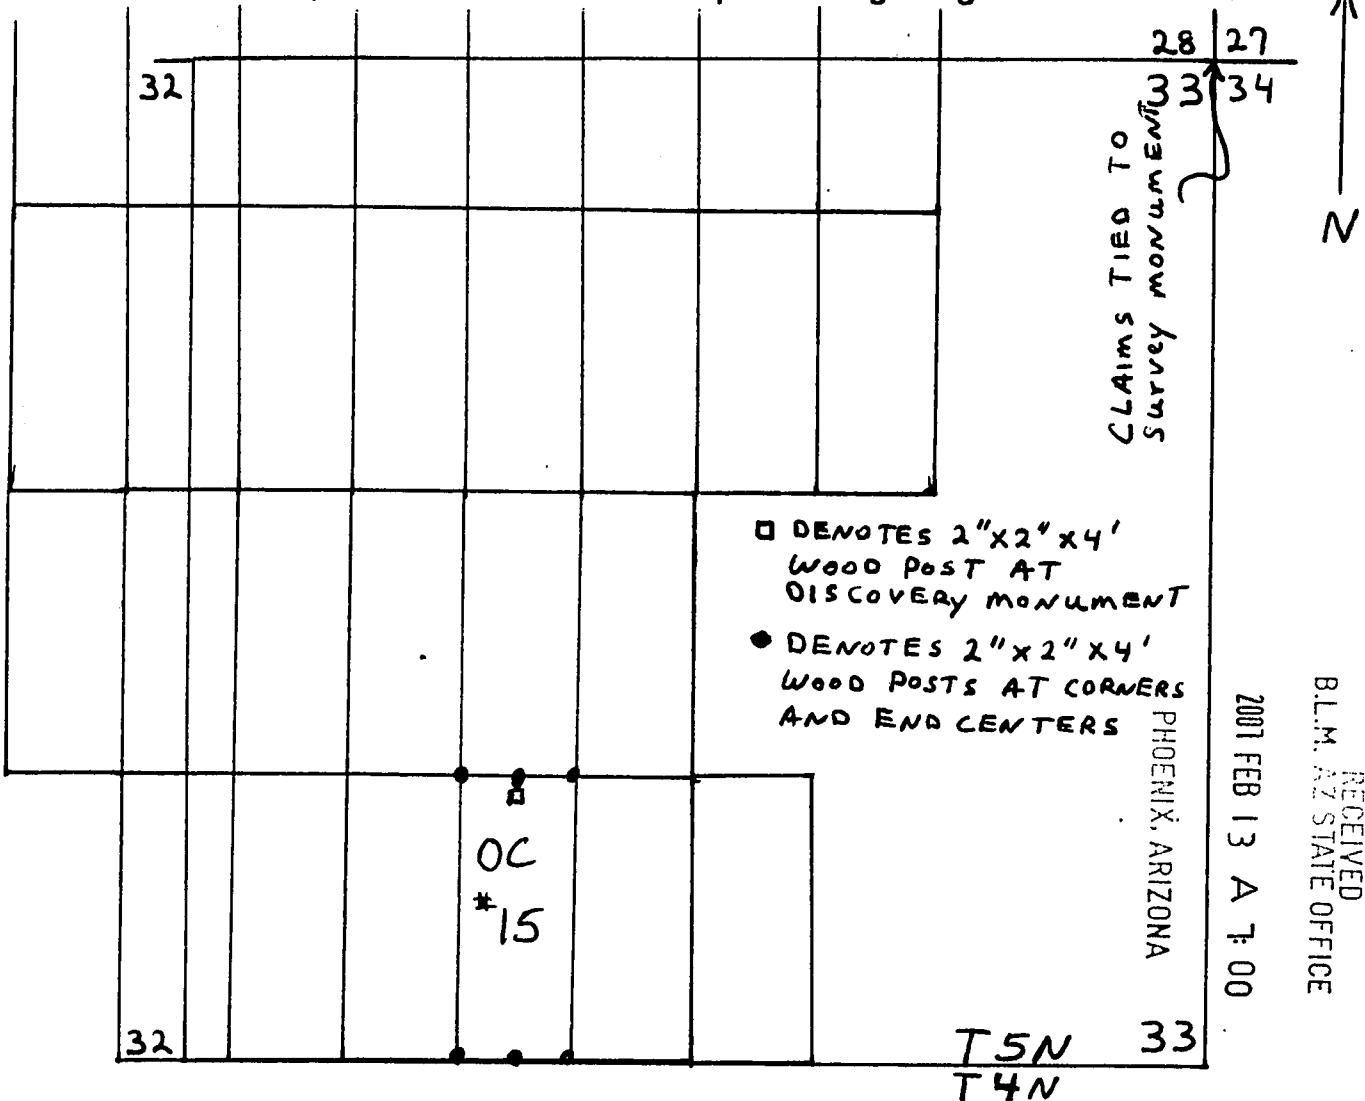 28 27
32
33 34
N
CLAIMS TIED TO
Survey MONUMENT
DENOTES 2"x2"x4'
WOOD POST AT
DISCOVERY MONUMENT
DENOTES 2"x2"x4'
WOOD POSTS AT CORNERS
AND END CENTERS
RECEIVED
B.L.M. AZ STATE OFFICE
2007 FEB 13 A 7:00
PHOENIX, ARIZONA
OC
#15
32
T5N 33
T4N